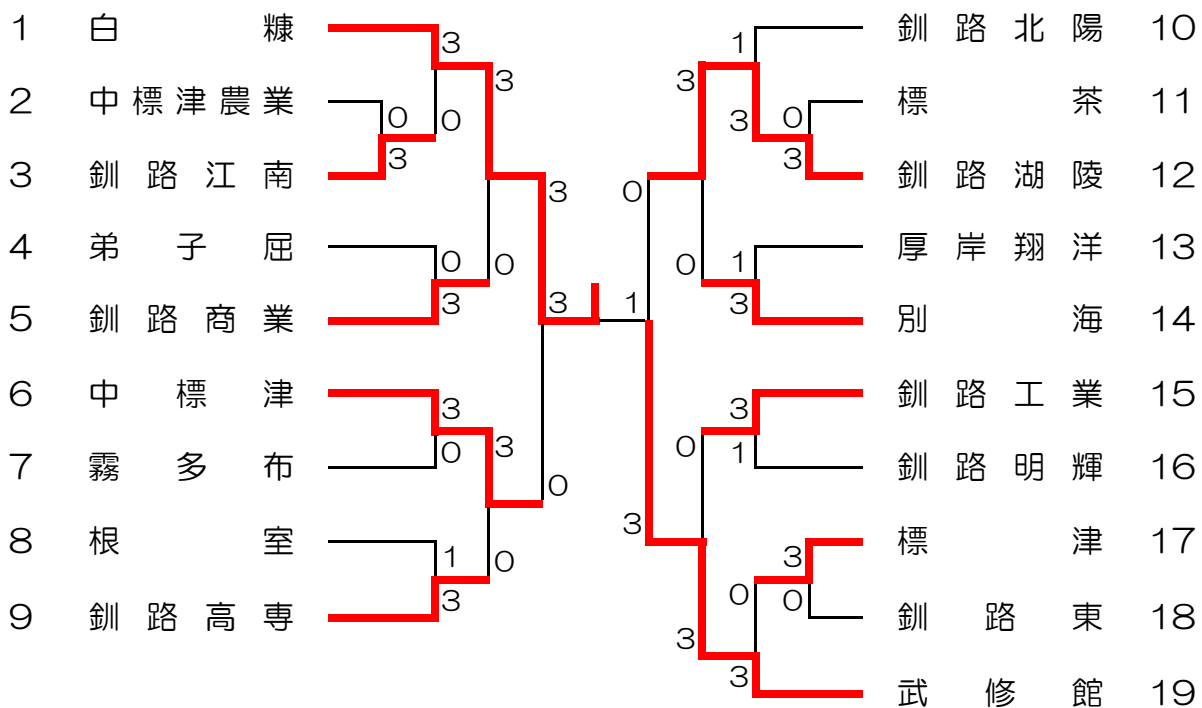 1 白糠
2 中標津農業
3 釧路江南
4 弟子屈
5 釧路商業
6 中標津
7 霧多布
8 根室
9 釧路高専
3
0
0
3
3
0
3
0
3
3
0
3
1
3
3
0
0
3
1
1
3
0
3
3
0
1
3
0
3
1
0
3
3
0
0
3
3
釧路北陽 10
標茶 11
釧路湖陵 12
厚岸翔洋 13
別海 14
釧路工業 15
釧路明輝 16
標津 17
釧路東 18
武修館 19